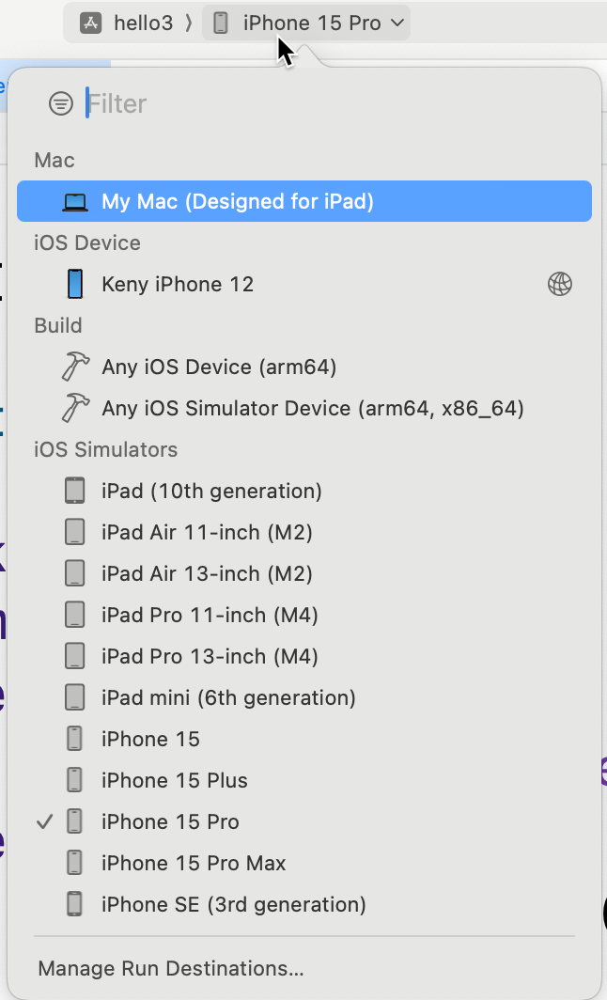 hello3 ⟩ iPhone 15 Pro
Filter
Mac
My Mac (Designed for iPad)
iOS Device
Keny iPhone 12
Build
Any iOS Device (arm64)
Any iOS Simulator Device (arm64, x86_64)
iOS Simulators
iPad (10th generation)
iPad Air 11-inch (M2)
iPad Air 13-inch (M2)
iPad Pro 11-inch (M4)
iPad Pro 13-inch (M4)
iPad mini (6th generation)
iPhone 15
iPhone 15 Plus
iPhone 15 Pro
iPhone 15 Pro Max
iPhone SE (3rd generation)
Manage Run Destinations...